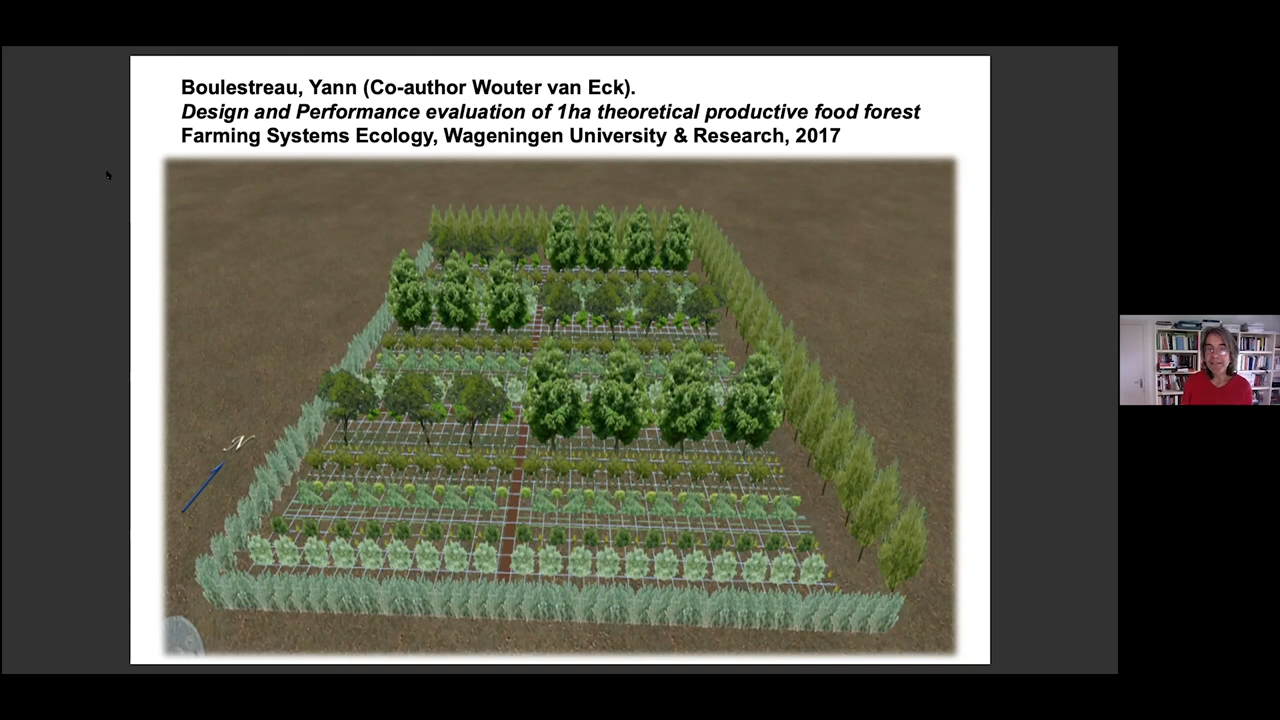 Boulestreau, Yann (Co-author Wouter van Eck).
Design and Performance evaluation of 1ha theoretical productive food forest
Farming Systems Ecology, Wageningen University & Research, 2017
N